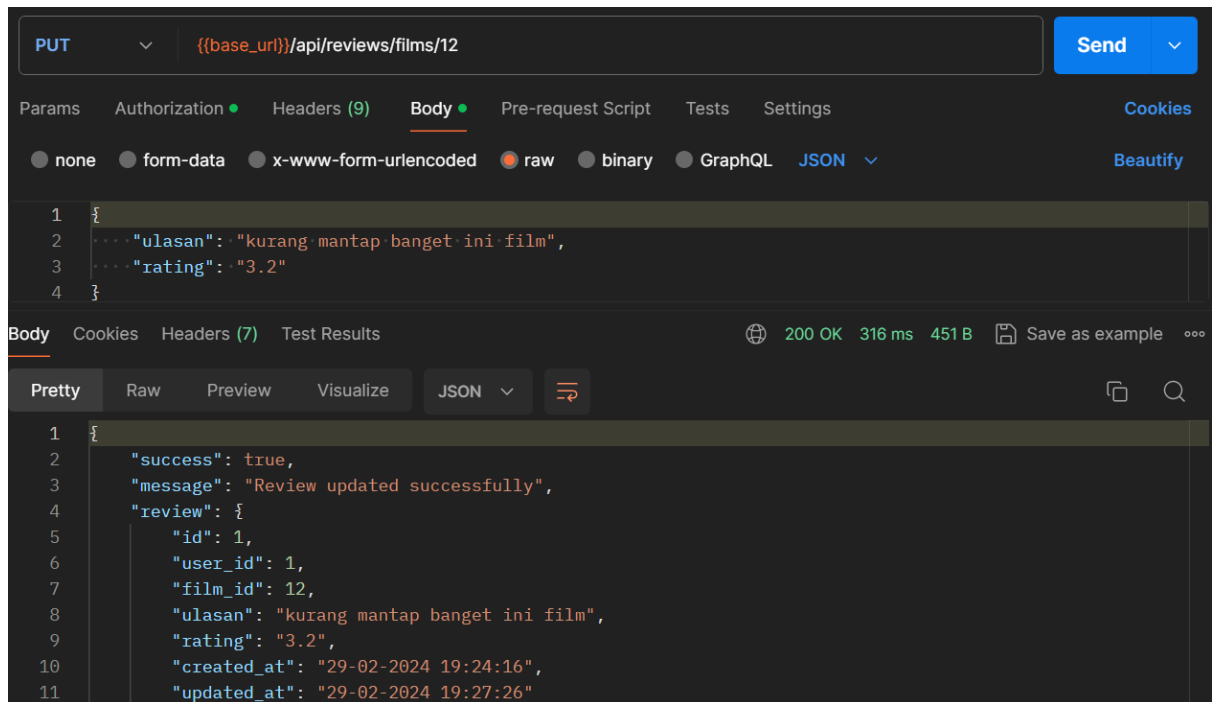 PUT {{base_url}}/api/reviews/films/12 Send
Params Authorization Headers (9) Body Pre-request Script Tests Settings Cookies
none form-data x-www-form-urlencoded raw binary GraphQL JSON Beautify
1 {
2 "ulasan": "kurang mantap banget ini film",
3 "rating": "3.2"
4 }
Body Cookies Headers (7) Test Results 200 OK 316 ms 451 B Save as example
Pretty Raw Preview Visualize JSON
1 {
2 "success": true,
3 "message": "Review updated successfully",
4 "review": {
5 "id": 1,
6 "user_id": 1,
7 "film_id": 12,
8 "ulasan": "kurang mantap banget ini film",
9 "rating": "3.2",
10 "created_at": "29-02-2024 19:24:16",
11 "updated_at": "29-02-2024 19:27:26"